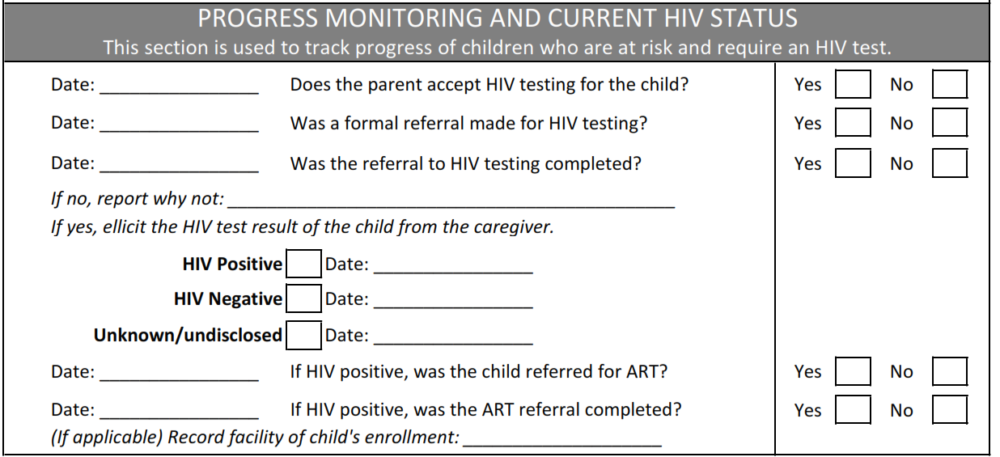 PROGRESS MONITORING AND CURRENT HIV STATUS
This section is used to track progress of children who are at risk and require an HIV test.
Date: ________________ Does the parent accept HIV testing for the child? Yes No
Date: ________________ Was a formal referral made for HIV testing? Yes No
Date: ________________ Was the referral to HIV testing completed? Yes No
If no, report why not: _____________________________________________
If yes, ellicit the HIV test result of the child from the caregiver.
HIV Positive Date: ________________
HIV Negative Date: ________________
Unknown/undisclosed Date: ________________
Date: ________________ If HIV positive, was the child referred for ART? Yes No
Date: ________________ If HIV positive, was the ART referral completed? Yes No
(If applicable) Record facility of child's enrollment: ____________________